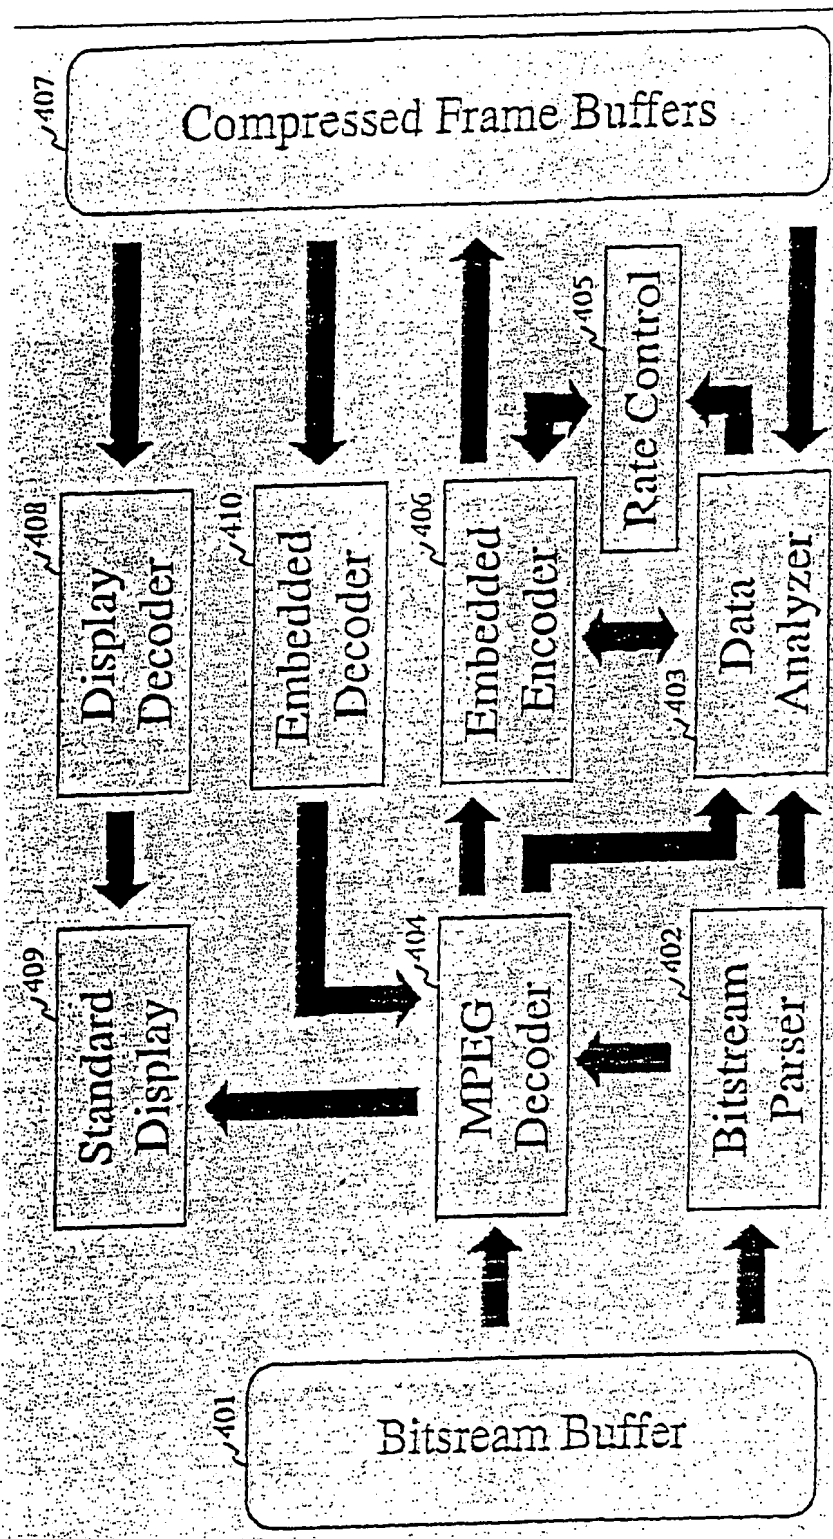 407
Compressed Frame Buffers
408
Display
Decoder
410
Embedded
Decoder
406
Embedded
Encoder
405
Rate Control
403
Data
Analyzer
409
Standard
Display
404
MPEG
Decoder
402
Bitstream
Parser
401
Bitsream Buffer